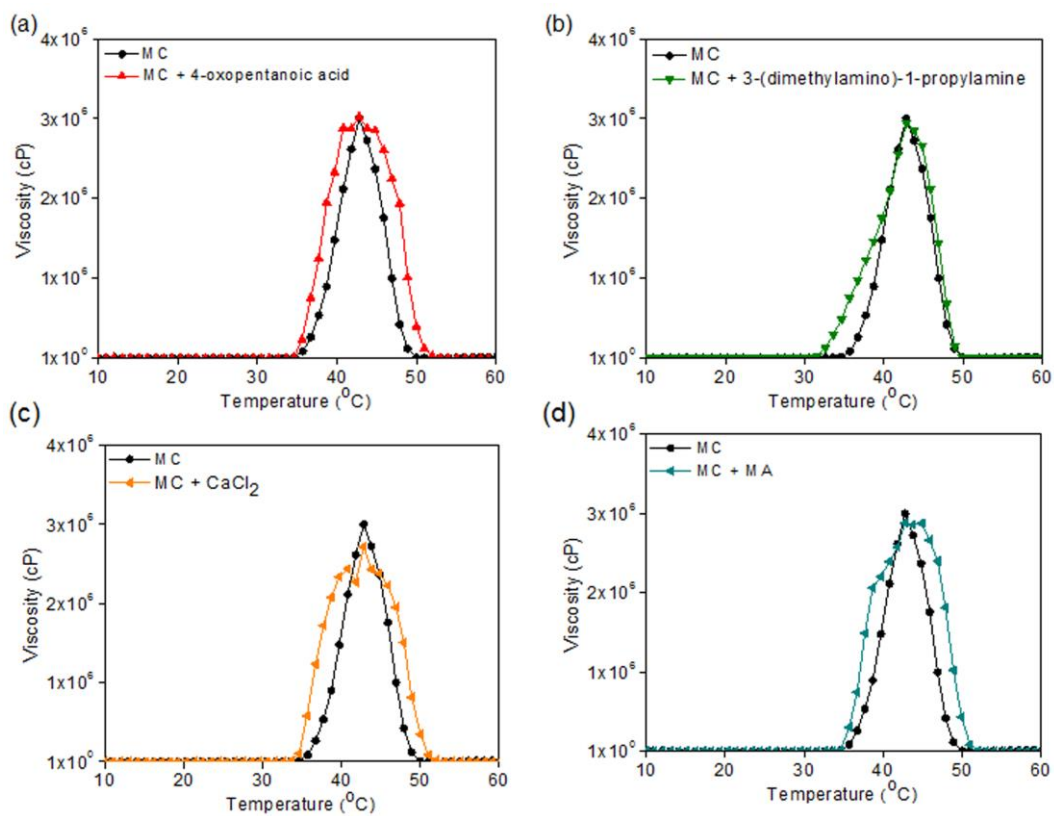 (a)
4x10⁶
3x10⁶
2x10⁶
1x10⁶
1x10⁰
Viscosity (cP)
MC
MC + 4-oxopentanoic acid
10 20 30 40 50 60
Temperature (°C)
(b)
4x10⁶
3x10⁶
2x10⁶
1x10⁶
1x10⁰
Viscosity (cP)
MC
MC + 3-(dimethylamino)-1-propylamine
10 20 30 40 50 60
Temperature (°C)
(c)
4x10⁶
3x10⁶
2x10⁶
1x10⁶
1x10⁰
Viscosity (cP)
MC
MC + CaCl₂
10 20 30 40 50 60
Temperature (°C)
(d)
4x10⁶
3x10⁶
2x10⁶
1x10⁶
1x10⁰
Viscosity (cP)
MC
MC + MA
10 20 30 40 50 60
Temperature (°C)